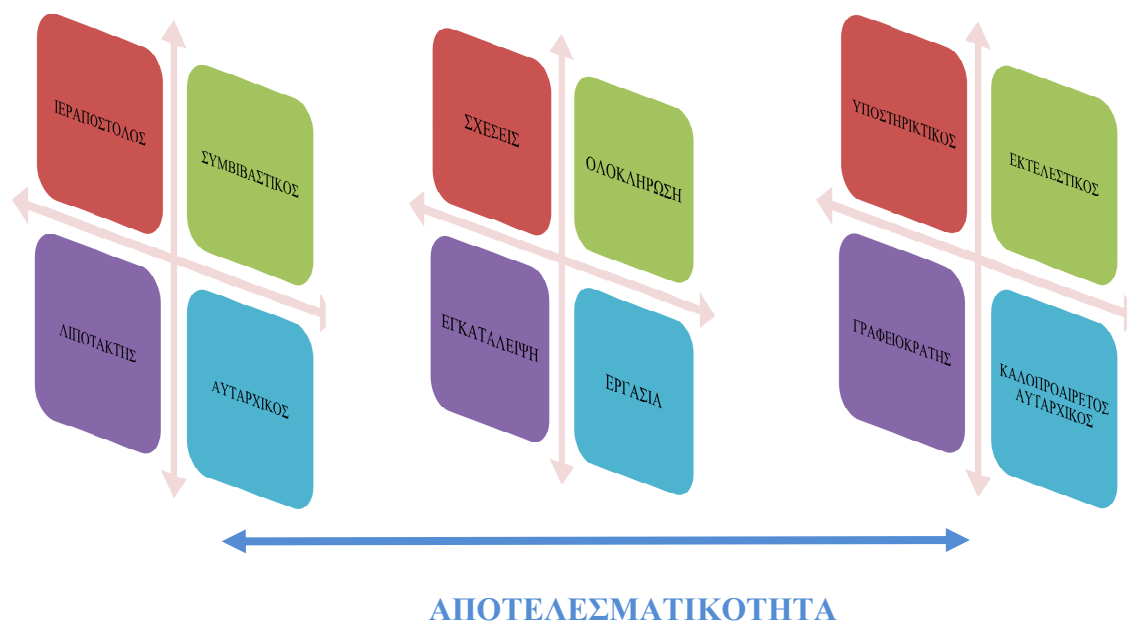 ΙΕΡΑΠΟΣΤΟΛΟΣ
ΣΥΜΒΙΒΑΣΤΙΚΟΣ
ΛΙΠΟΤΑΚΤΗΣ
ΑΥΤΑΡΧΙΚΟΣ
ΣΧΕΣΕΙΣ
ΟΛΟΚΛΗΡΩΣΗ
ΕΓΚΑΤΑΛΕΙΨΗ
ΕΡΓΑΣΙΑ
ΥΠΟΣΤΗΡΙΚΤΙΚΟΣ
ΕΚΤΕΛΕΣΤΙΚΟΣ
ΓΡΑΦΕΙΟΚΡΑΤΗΣ
ΚΑΛΟΠΡΟΑΙΡΕΤΟΣ
ΑΥΤΑΡΧΙΚΟΣ
ΑΠΟΤΕΛΕΣΜΑΤΙΚΟΤΗΤΑ